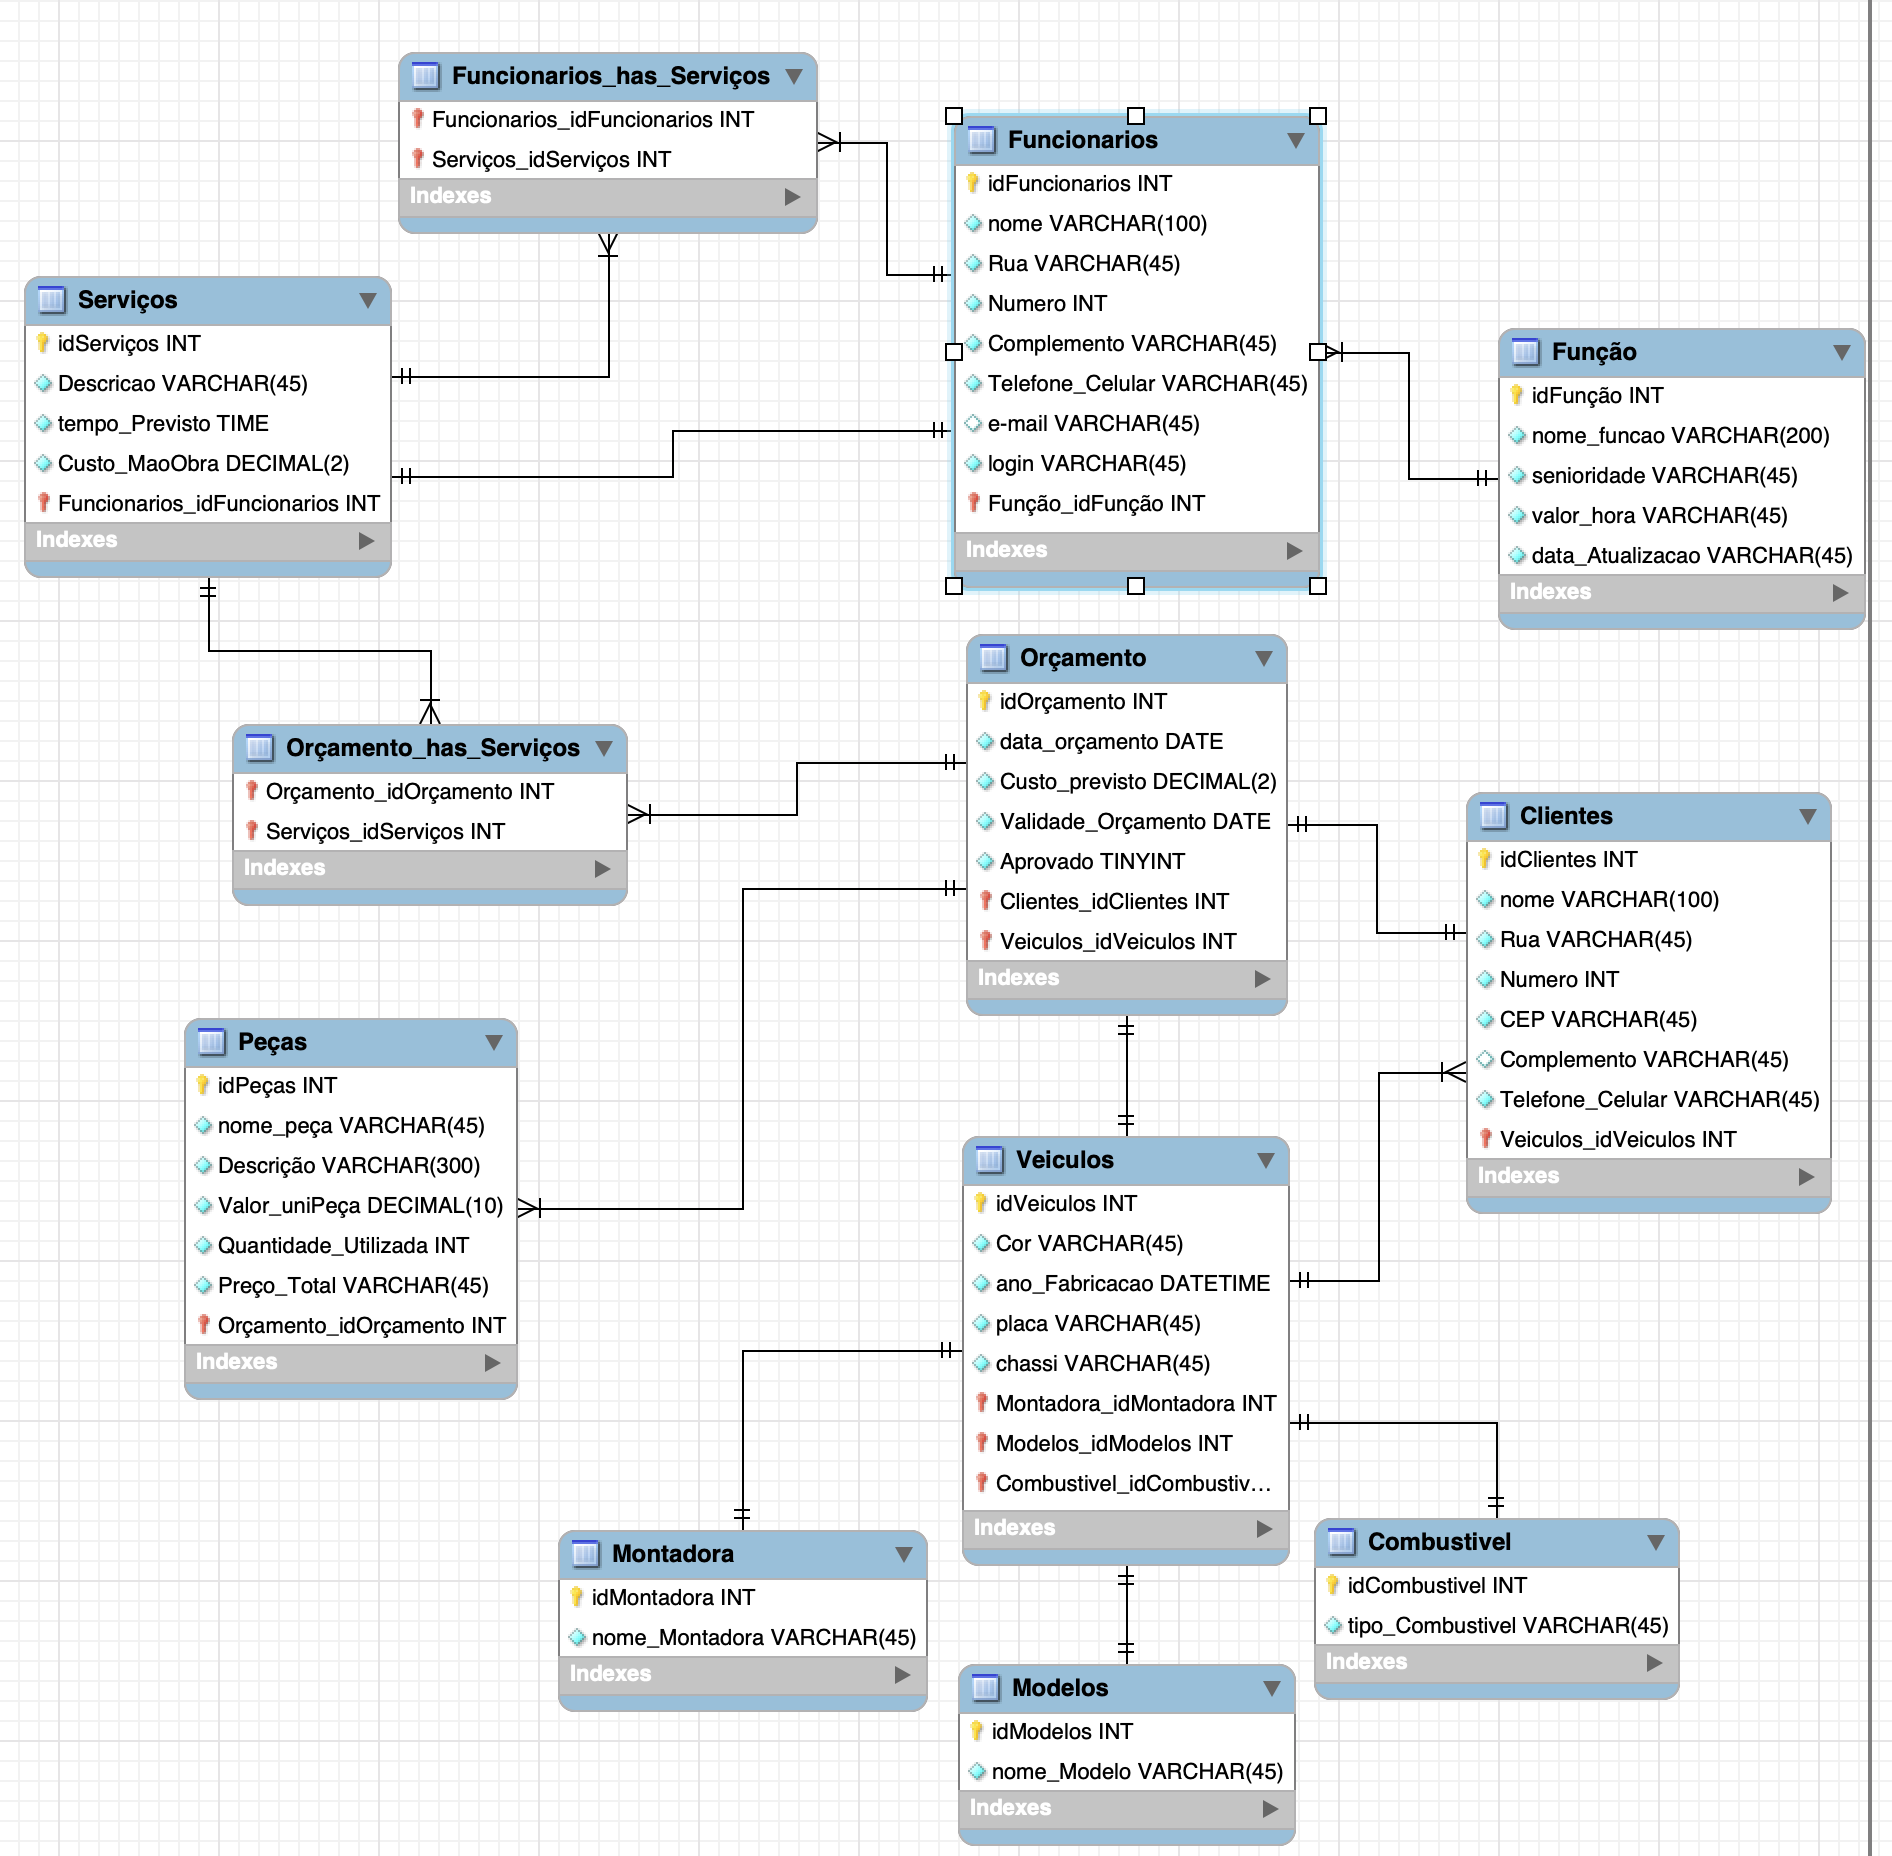 Funcionarios_has_Serviços
Funcionarios_idFuncionarios INT
Serviços_idServiços INT
Indexes
Funcionarios
idFuncionarios INT
nome VARCHAR(100)
Rua VARCHAR(45)
Numero INT
Complemento VARCHAR(45)
Telefone_Celular VARCHAR(45)
e-mail VARCHAR(45)
login VARCHAR(45)
Função_idFunção INT
Indexes
Serviços
idServiços INT
Descricao VARCHAR(45)
tempo_Previsto TIME
Custo_MaoObra DECIMAL(2)
Funcionarios_idFuncionarios INT
Indexes
Função
idFunção INT
nome_funcao VARCHAR(200)
senioridade VARCHAR(45)
valor_hora VARCHAR(45)
data_Atualizacao VARCHAR(45)
Indexes
Orçamento
idOrçamento INT
data_orçamento DATE
Custo_previsto DECIMAL(2)
Validade_Orçamento DATE
Aprovado TINYINT
Clientes_idClientes INT
Veiculos_idVeiculos INT
Indexes
Orçamento_has_Serviços
Orçamento_idOrçamento INT
Serviços_idServiços INT
Indexes
Clientes
idClientes INT
nome VARCHAR(100)
Rua VARCHAR(45)
Numero INT
CEP VARCHAR(45)
Complemento VARCHAR(45)
Telefone_Celular VARCHAR(45)
Veiculos_idVeiculos INT
Indexes
Peças
idPeças INT
nome_peça VARCHAR(45)
Descrição VARCHAR(300)
Valor_uniPeça DECIMAL(10)
Quantidade_Utilizada INT
Preço_Total VARCHAR(45)
Orçamento_idOrçamento INT
Indexes
Veiculos
idVeiculos INT
Cor VARCHAR(45)
ano_Fabricacao DATETIME
placa VARCHAR(45)
chassi VARCHAR(45)
Montadora_idMontadora INT
Modelos_idModelos INT
Combustivel_idCombustiv...
Indexes
Montadora
idMontadora INT
nome_Montadora VARCHAR(45)
Indexes
Combustivel
idCombustivel INT
tipo_Combustivel VARCHAR(45)
Indexes
Modelos
idModelos INT
nome_Modelo VARCHAR(45)
Indexes